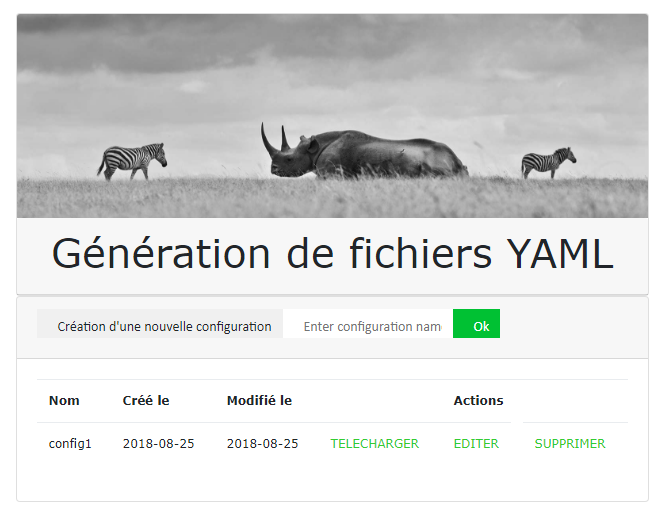 Génération de fichiers YAML
Création d'une nouvelle configuration Enter configuration nam Ok
Nom Créé le Modifié le Actions
config1 2018-08-25 2018-08-25 TELECHARGER EDITER SUPPRIMER